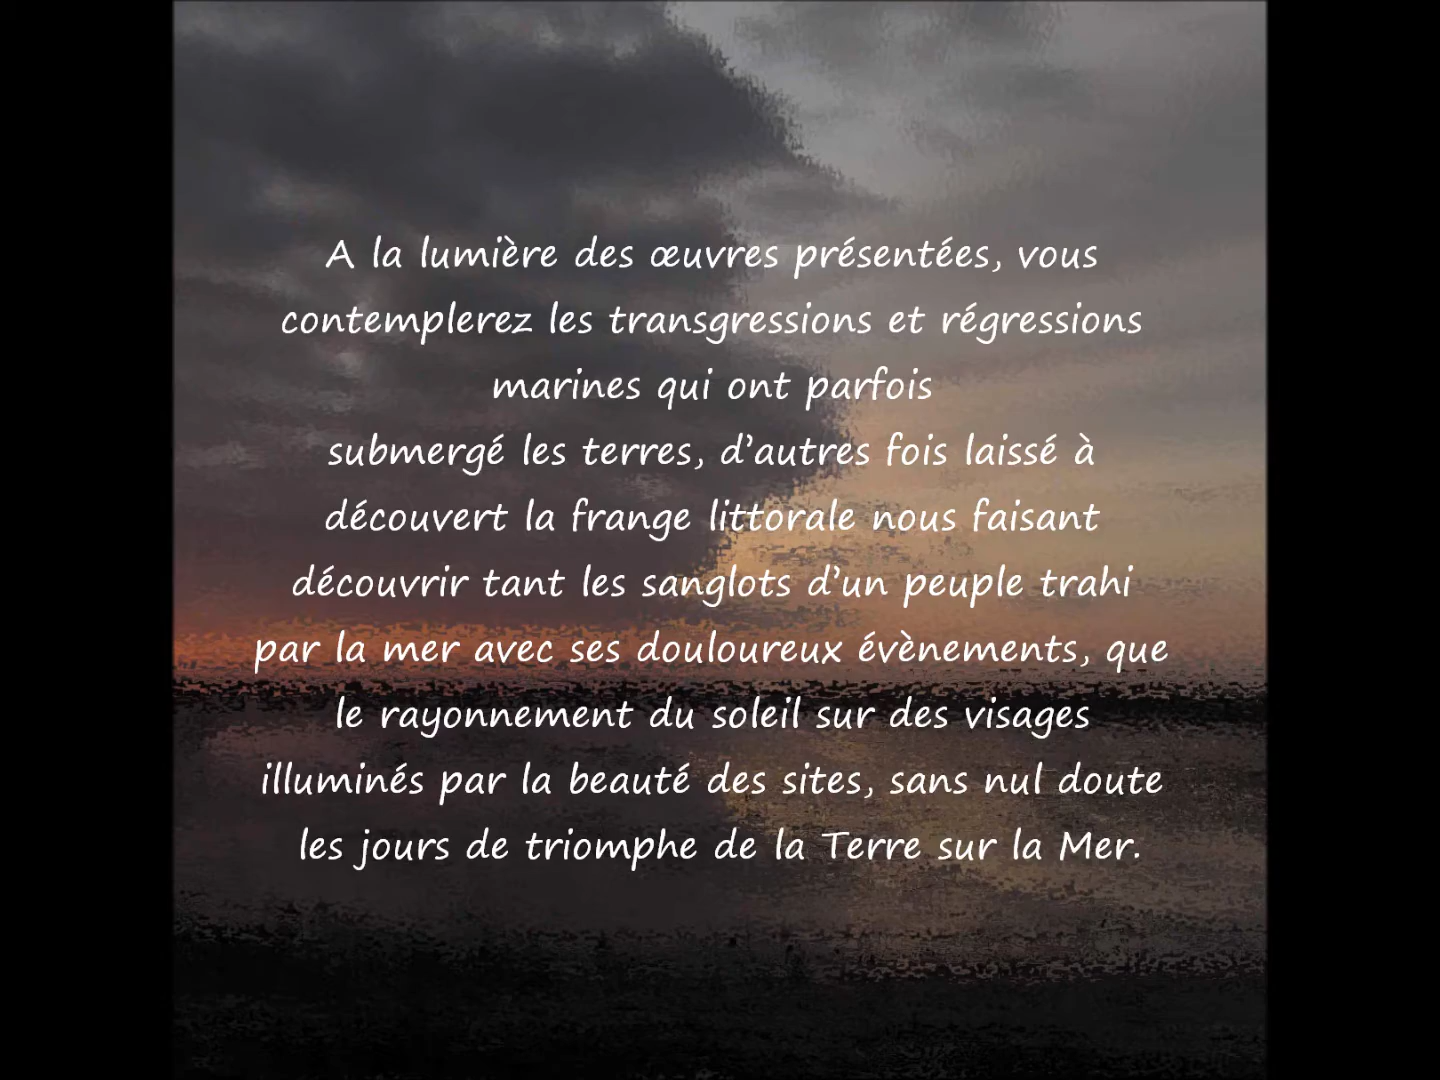 A la lumière des œuvres présentées, vous
contemplerez les transgressions et régressions
marines qui ont parfois
submergé les terres, d’autres fois laissé à
découvert la frange littorale nous faisant
découvrir tant les sanglots d’un peuple trahi
par la mer avec ses douloureux évènements, que
le rayonnement du soleil sur des visages
illuminés par la beauté des sites, sans nul doute
les jours de triomphe de la Terre sur la Mer.